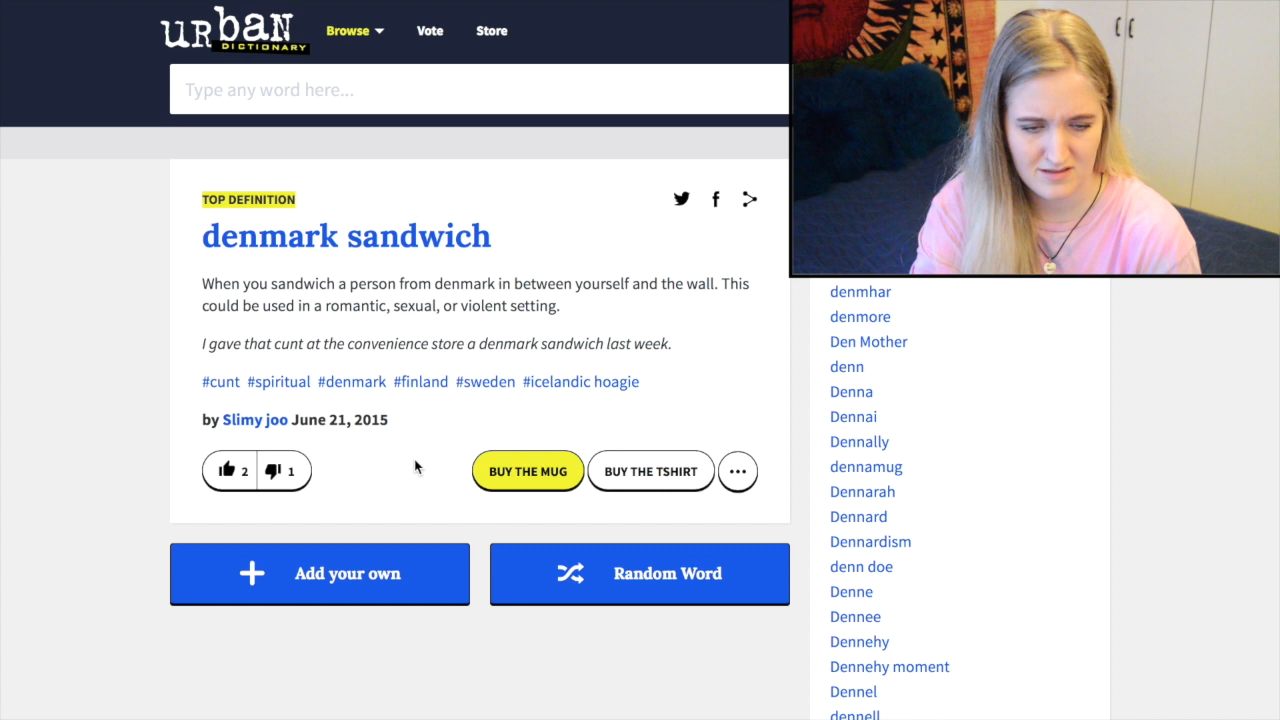 urban
DICTIONARY
Browse
Vote
Store
Type any word here...
TOP DEFINITION
denmark sandwich
When you sandwich a person from denmark in between yourself and the wall. This
could be used in a romantic, sexual, or violent setting.
I gave that cunt at the convenience store a denmark sandwich last week.
#cunt #spiritual #denmark #finland #sweden #icelandic hoagie
by Slimy joo June 21, 2015
2
1
BUY THE MUG
BUY THE TSHIRT
Add your own
Random Word
denmhar
denmore
Den Mother
denn
Denna
Dennai
Dennally
dennamug
Dennarah
Dennard
Dennardism
denn doe
Denne
Dennee
Dennehy
Dennehy moment
Dennel
dennell